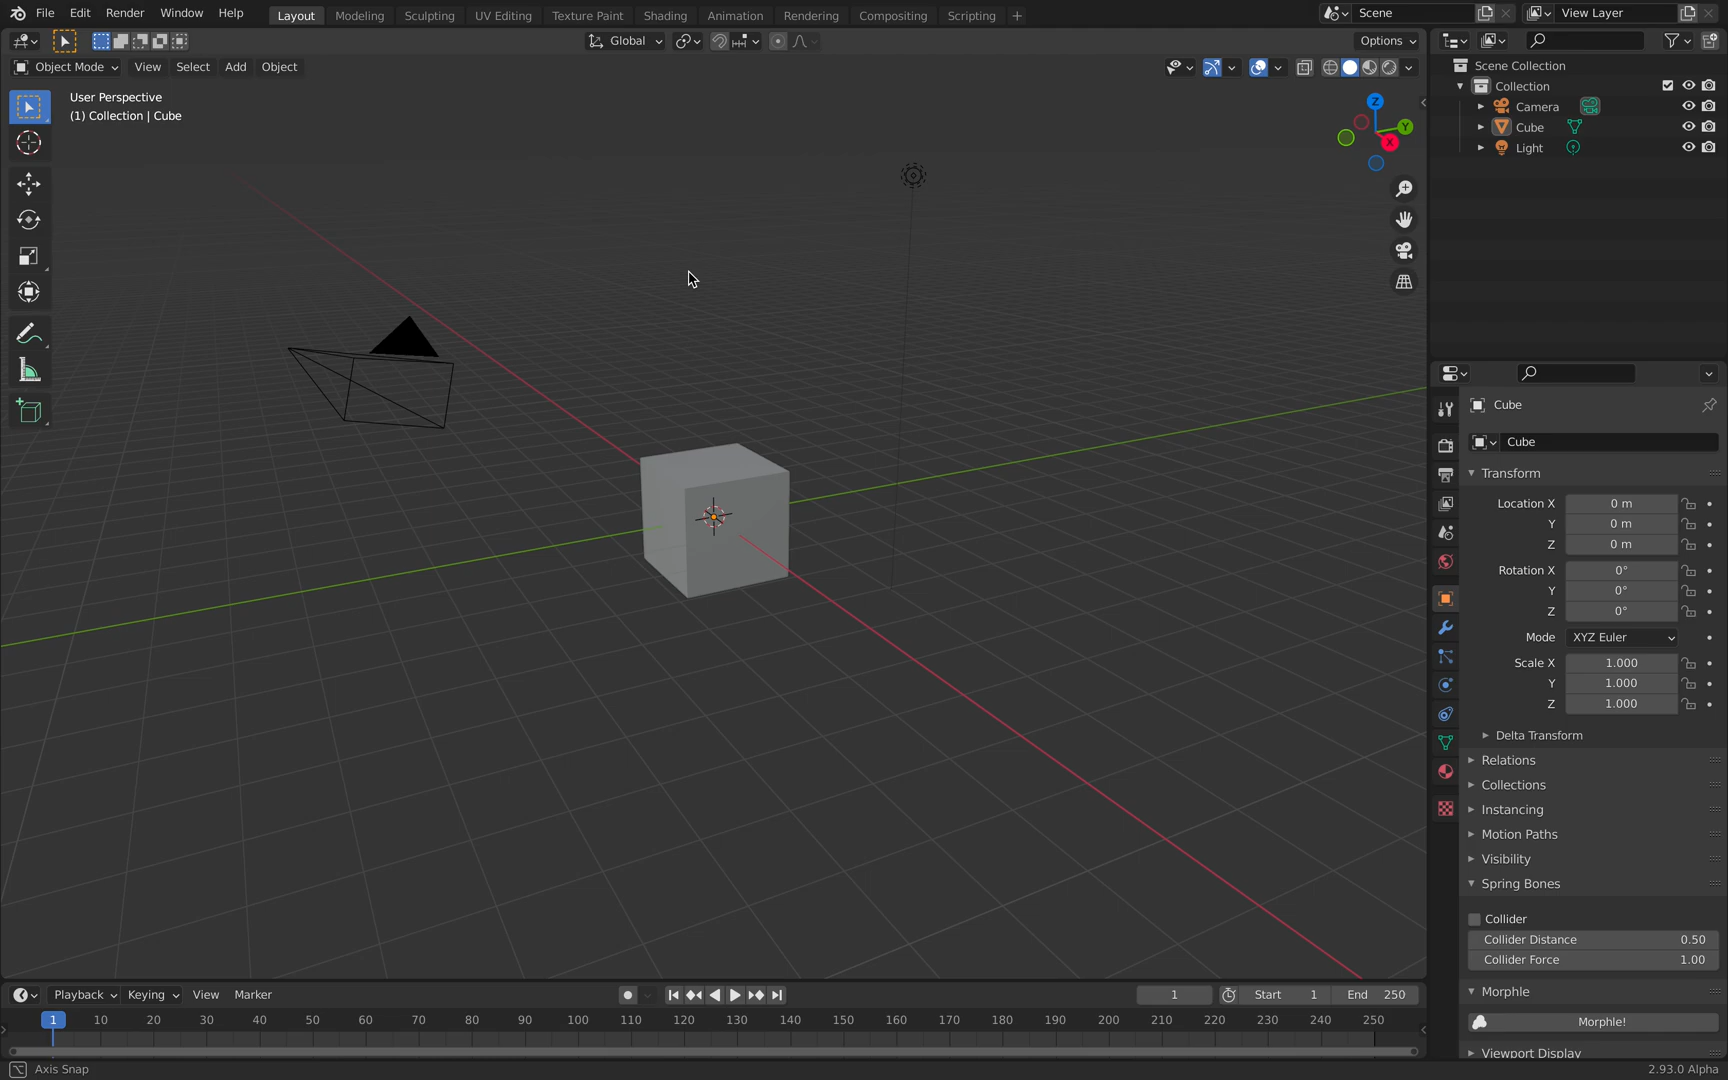 File Edit Render Window Help
Layout Modeling Sculpting UV Editing Texture Paint Shading Animation Rendering Compositing Scripting +
Scene
View Layer
Global
Options
Object Mode View Select Add Object
User Perspective
(1) Collection | Cube
Z
Y
X
Scene Collection
Collection
Camera
Cube
Light
Cube
Cube
Transform
Location X 0 m
Y 0 m
Z 0 m
Rotation X 0°
Y 0°
Z 0°
Mode XYZ Euler
Scale X 1.000
Y 1.000
Z 1.000
Delta Transform
Relations
Collections
Instancing
Motion Paths
Visibility
Spring Bones
Collider
Collider Distance 0.50
Collider Force 1.00
Morphle
Morphle!
Viewport Display
Playback Keying View Marker
1
Start 1 End 250
1 10 20 30 40 50 60 70 80 90 100 110 120 130 140 150 160 170 180 190 200 210 220 230 240 250
Axis Snap
2.93.0 Alpha